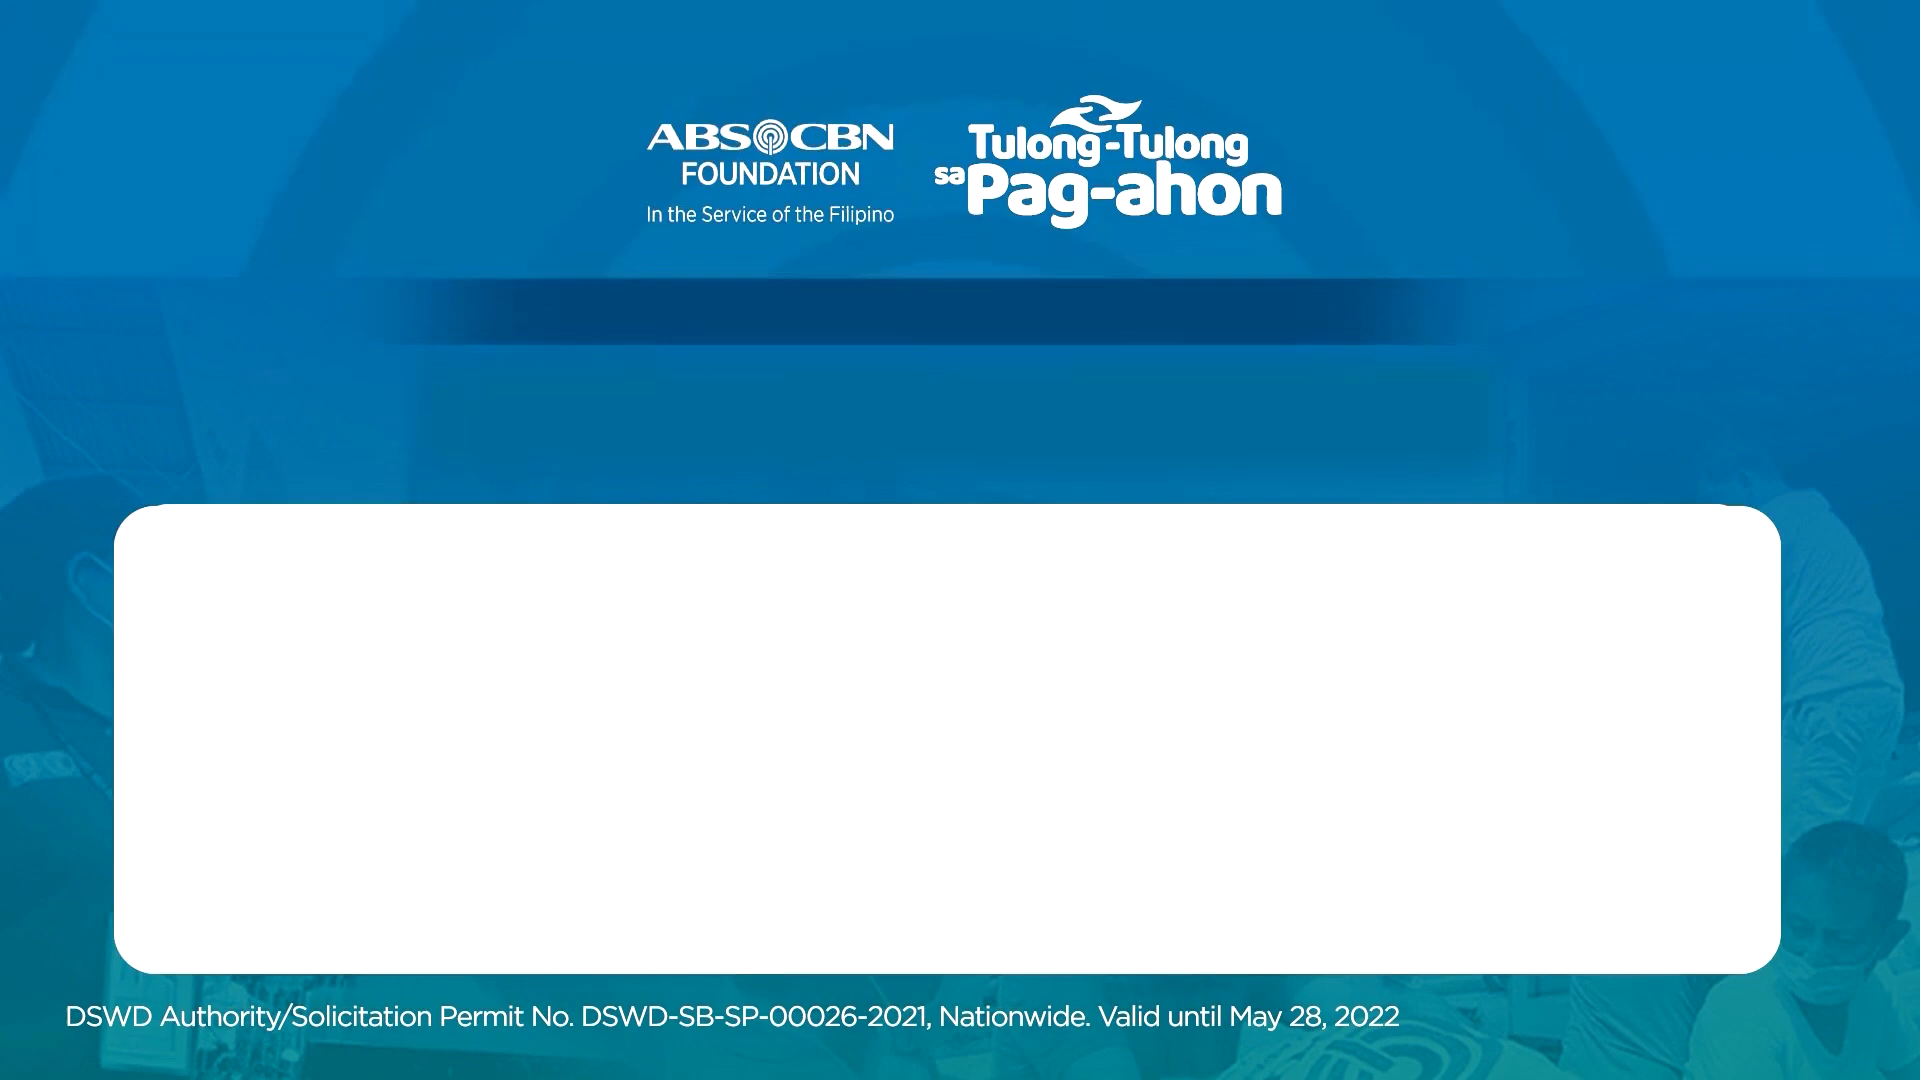 ABS-CBN
FOUNDATION
In the Service of the Filipino
Tulong-Tulong
sa Pag-ahon
DSWD Authority/Solicitation Permit No. DSWD-SB-SP-00026-2021, Nationwide. Valid until May 28, 2022